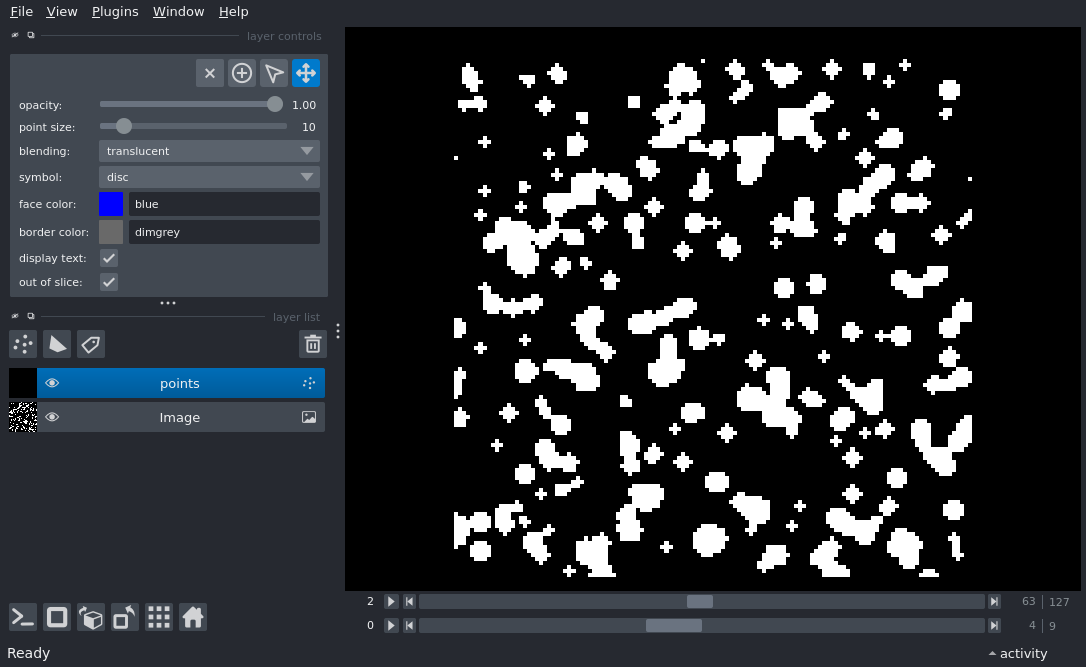 File View Plugins Window Help
layer controls
opacity: 1.00
point size: 10
blending: translucent
symbol: disc
face color: blue
border color: dimgrey
display text:
out of slice:
layer list
points
Image
2 63 127
0 4 9
Ready activity